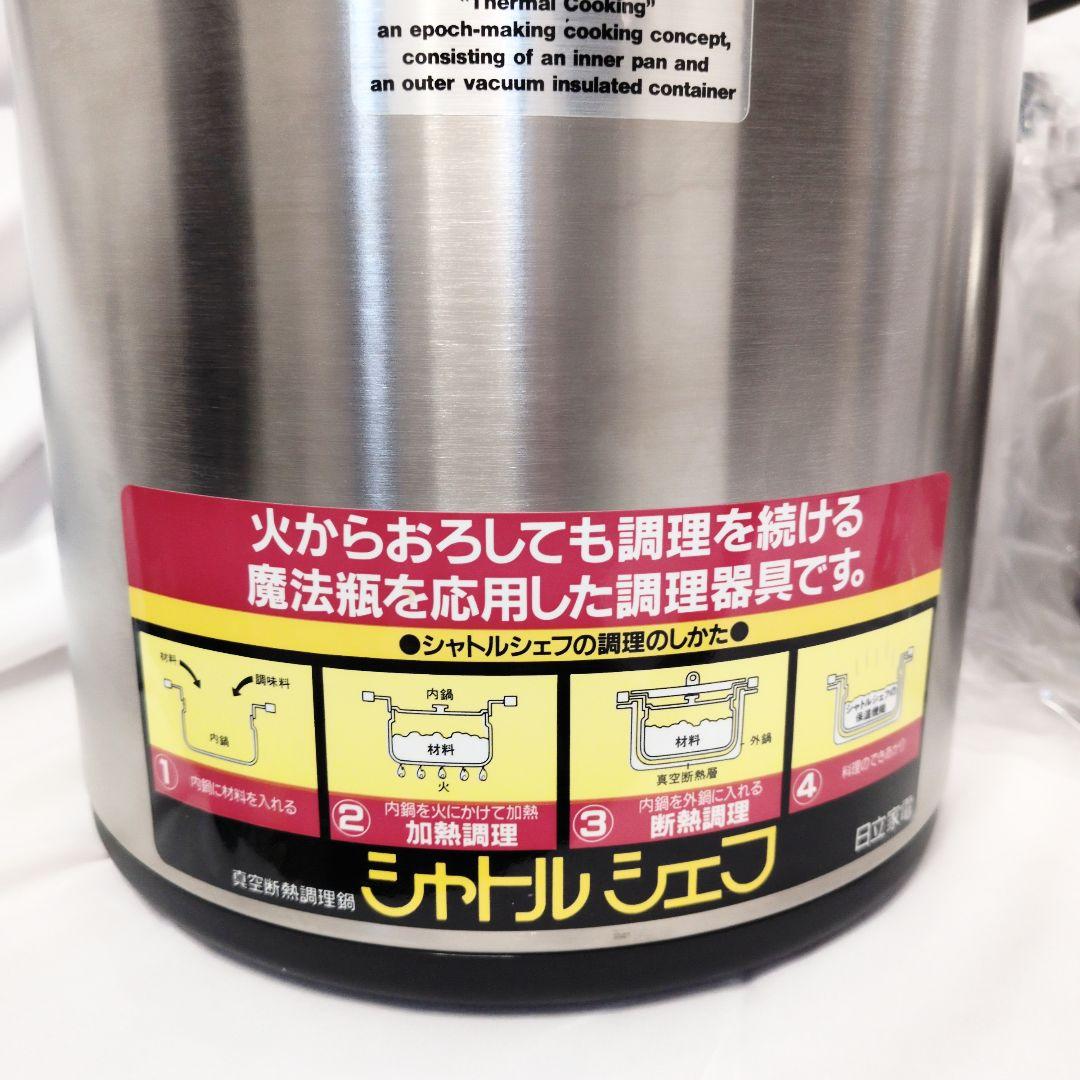 "Thermal Cooking"
an epoch-making cooking concept,
consisting of an inner pan and
an outer vacuum insulated container
火からおろしても調理を続ける
魔法瓶を応用した調理器具です。
●シャトルシェフの調理のしかた●
材料
調味料
内鍋
① 内鍋に材料を入れる
内鍋
材料
火
② 内鍋を火にかけて加熱
加熱調理
材料
外鍋
真空断熱層
③ 内鍋を外鍋に入れる
断熱調理
シャトルシェフの
保温機能
④ 料理のできあがり
真空断熱調理鍋 シャトルシェフ
日立家電